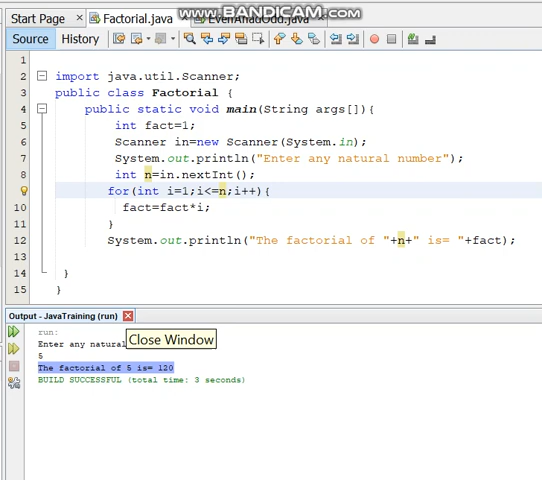 WWW.BANDICAM.COM
Start Page Factorial.java EvenAndOdd.java
Source History
1
2 import java.util.Scanner;
3 public class Factorial {
4 public static void main(String args[]){
5 int fact=1;
6 Scanner in=new Scanner(System.in);
7 System.out.println("Enter any natural number");
8 int n=in.nextInt();
for(int i=1;i<=n;i++){
10 fact=fact*i;
11 }
12 System.out.println("The factorial of "+n+" is= "+fact);
13
14 }
15 }
Output - JavaTraining (run)
run:
Close Window
Enter any natural
5
The factorial of 5 is= 120
BUILD SUCCESSFUL (total time: 3 seconds)